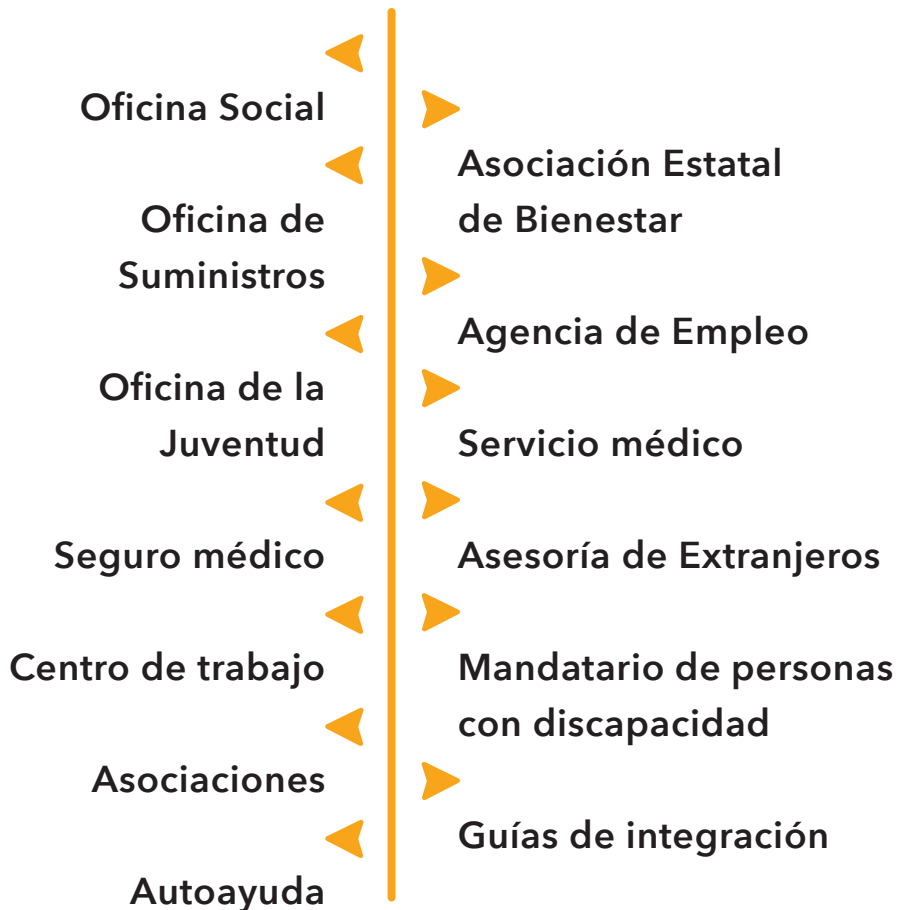 Oficina Social
Oficina de
Suministros
Oficina de la
Juventud
Seguro médico
Centro de trabajo
Asociaciones
Autoayuda
Asociación Estatal
de Bienestar
Agencia de Empleo
Servicio médico
Asesoría de Extranjeros
Mandatario de personas
con discapacidad
Guías de integración